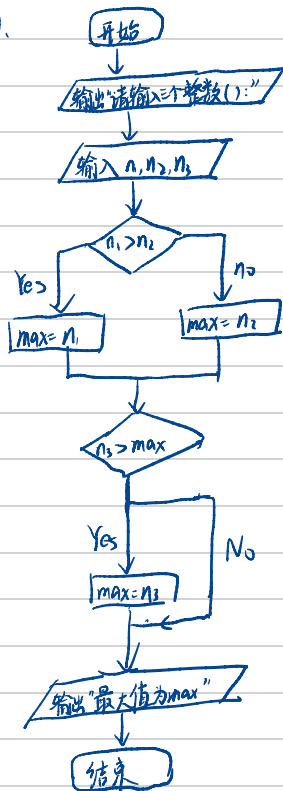 开始
输出"请输入三个整数():"
输入 n₁,n₂,n₃
n₁>n₂
Yes
no
max=n₁
max=n₂
n₃>max
Yes
No
max=n₃
输出"最大值为max"
结束